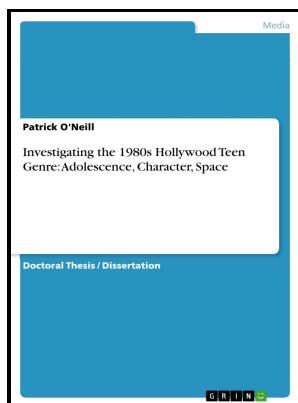 Media
Patrick O'Neill
Investigating the 1980s Hollywood Teen
Genre: Adolescence, Character, Space
Doctoral Thesis / Dissertation
GRIN